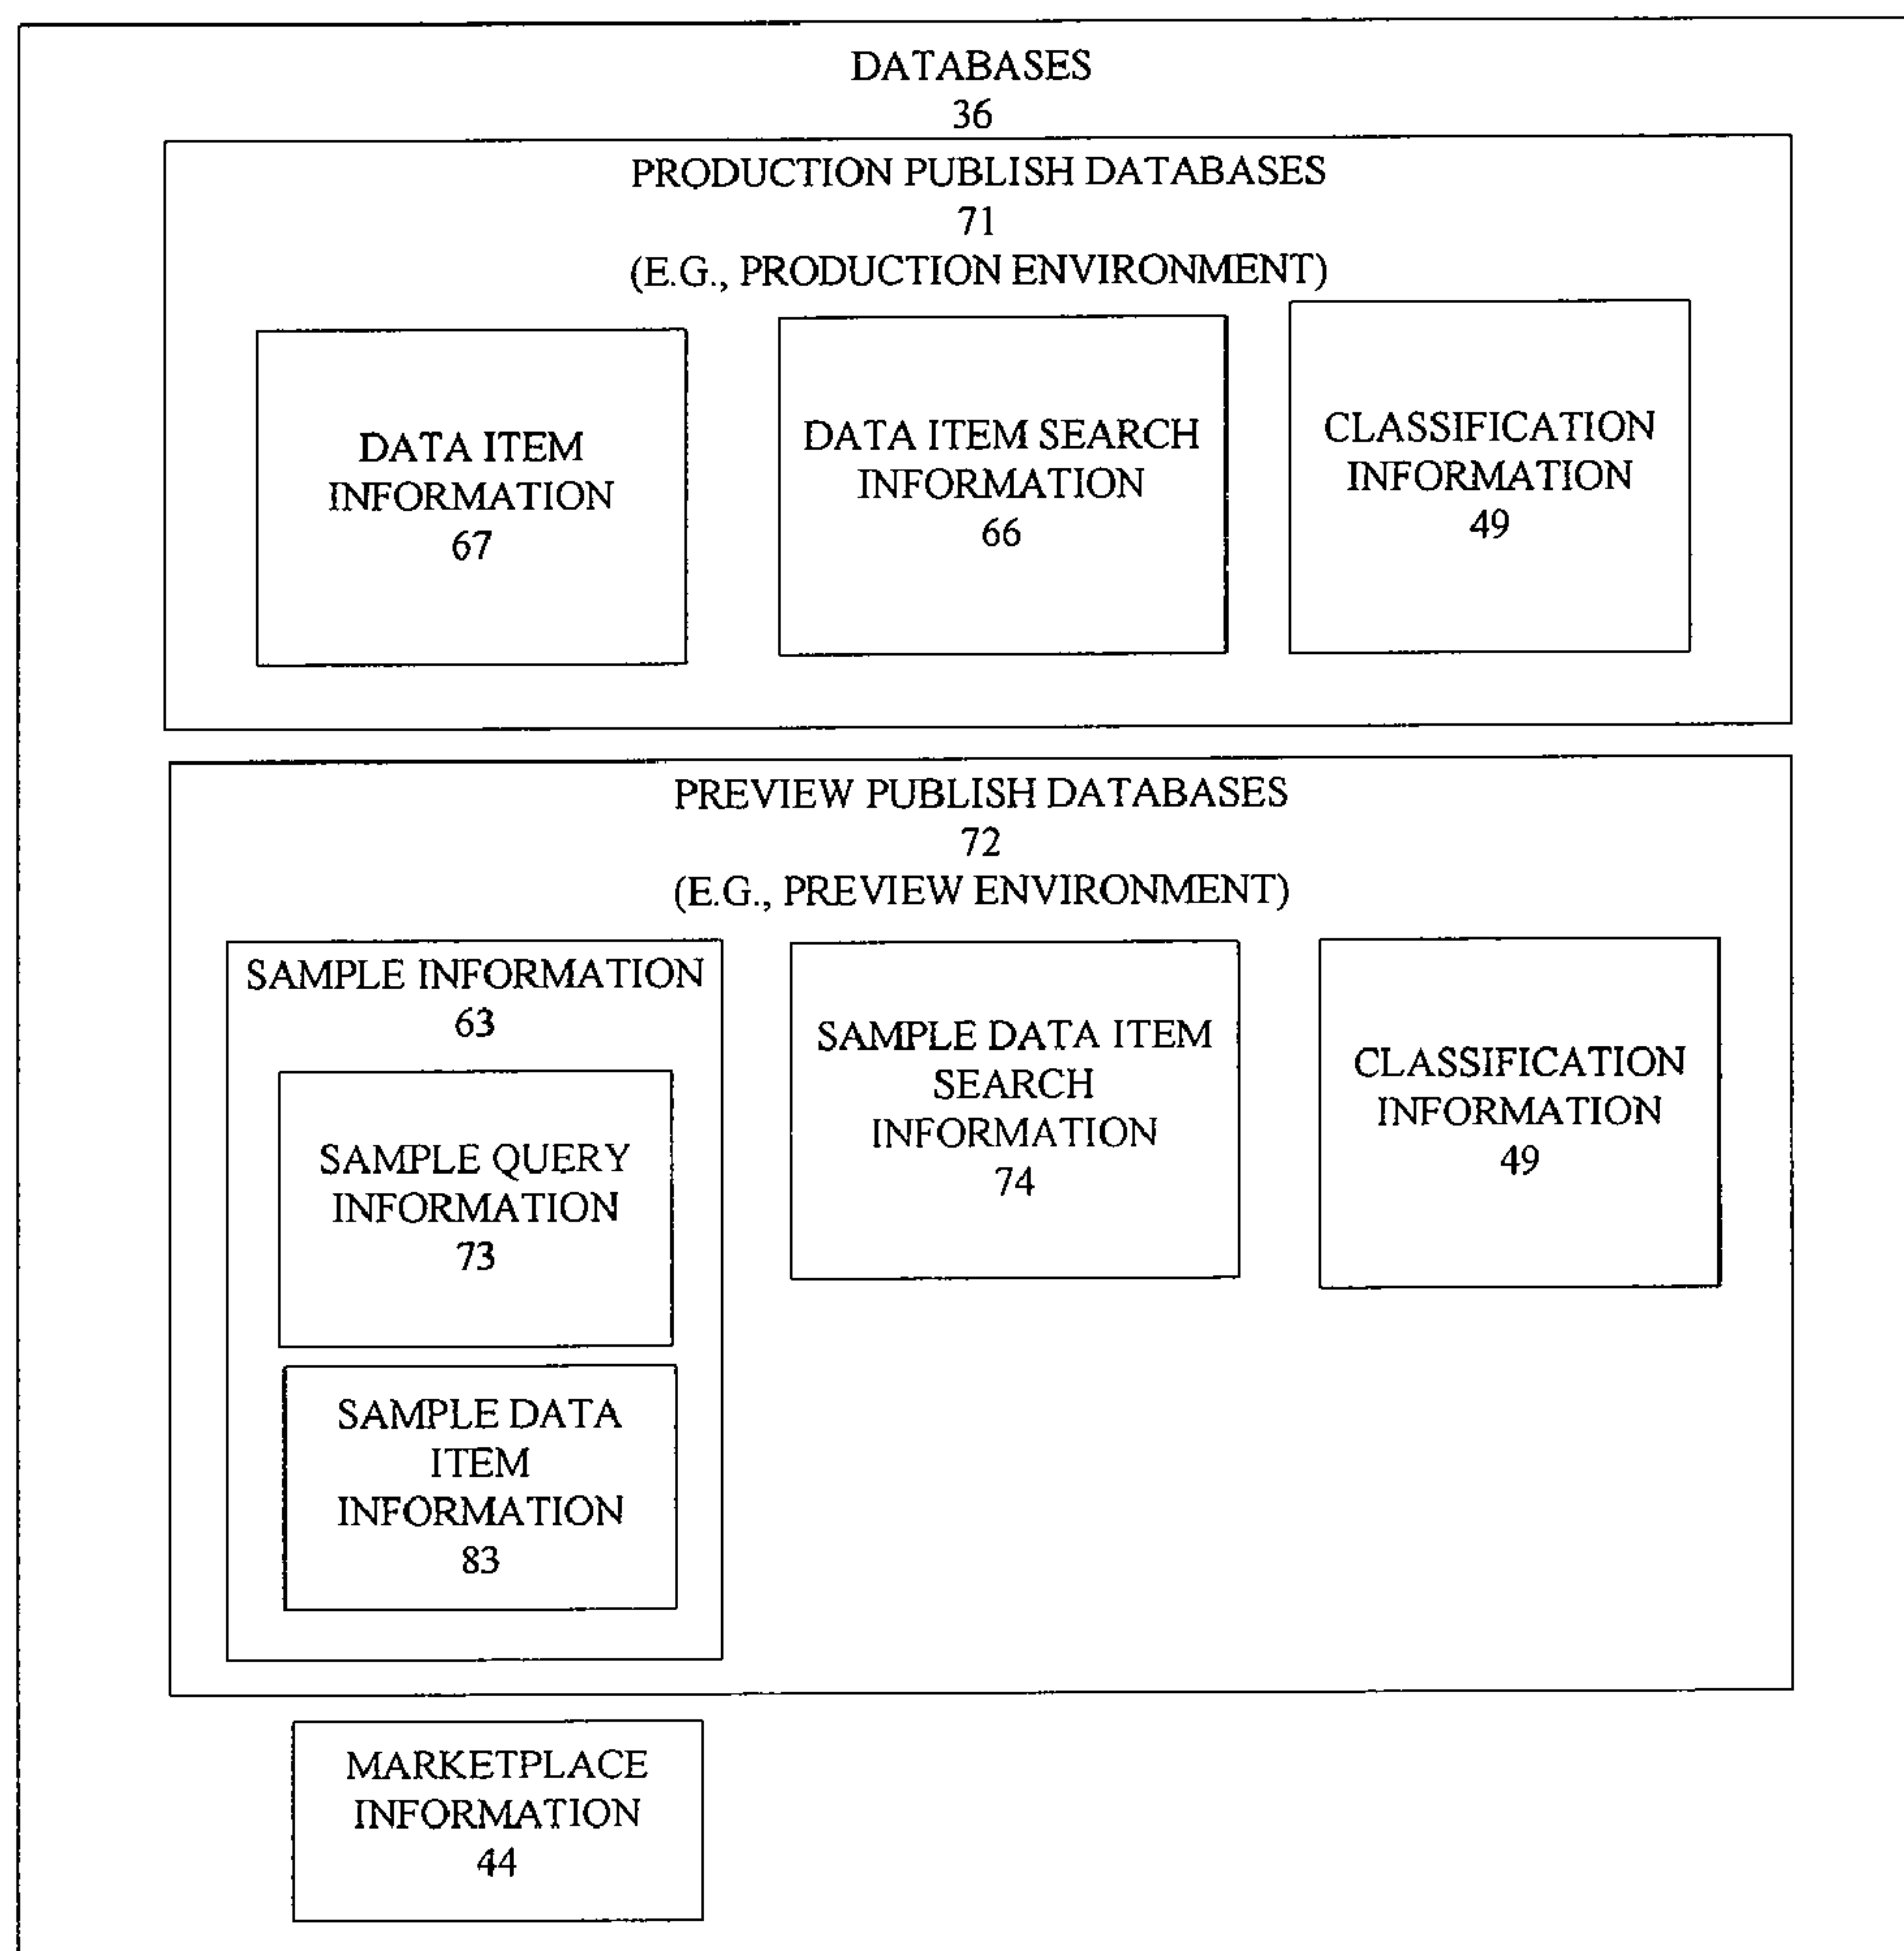 DATABASES
36
PRODUCTION PUBLISH DATABASES
71
(E.G., PRODUCTION ENVIRONMENT)
DATA ITEM
INFORMATION
67
DATA ITEM SEARCH
INFORMATION
66
CLASSIFICATION
INFORMATION
49
PREVIEW PUBLISH DATABASES
72
(E.G., PREVIEW ENVIRONMENT)
SAMPLE INFORMATION
63
SAMPLE QUERY
INFORMATION
73
SAMPLE DATA
ITEM
INFORMATION
83
SAMPLE DATA ITEM
SEARCH
INFORMATION
74
CLASSIFICATION
INFORMATION
49
MARKETPLACE
INFORMATION
44